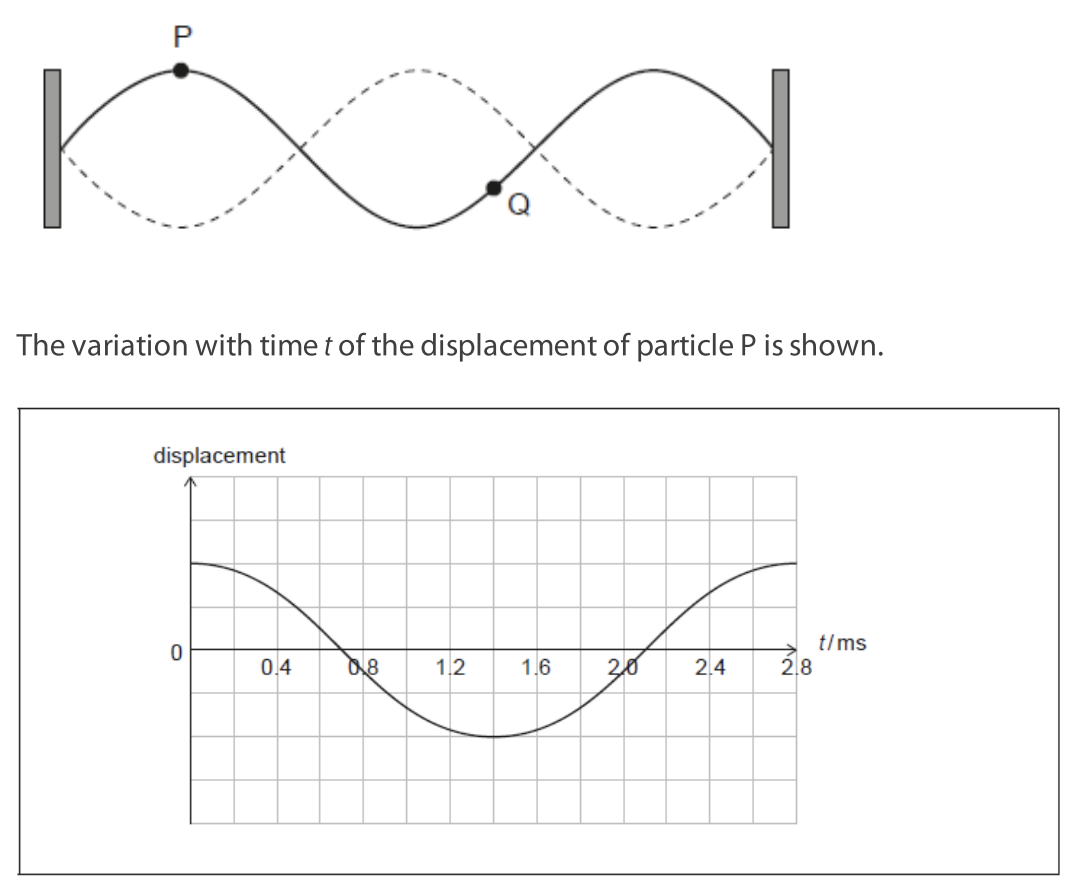 P
Q
The variation with time t of the displacement of particle P is shown.
displacement
0
t/ms
0.4 0.8 1.2 1.6 2.0 2.4 2.8